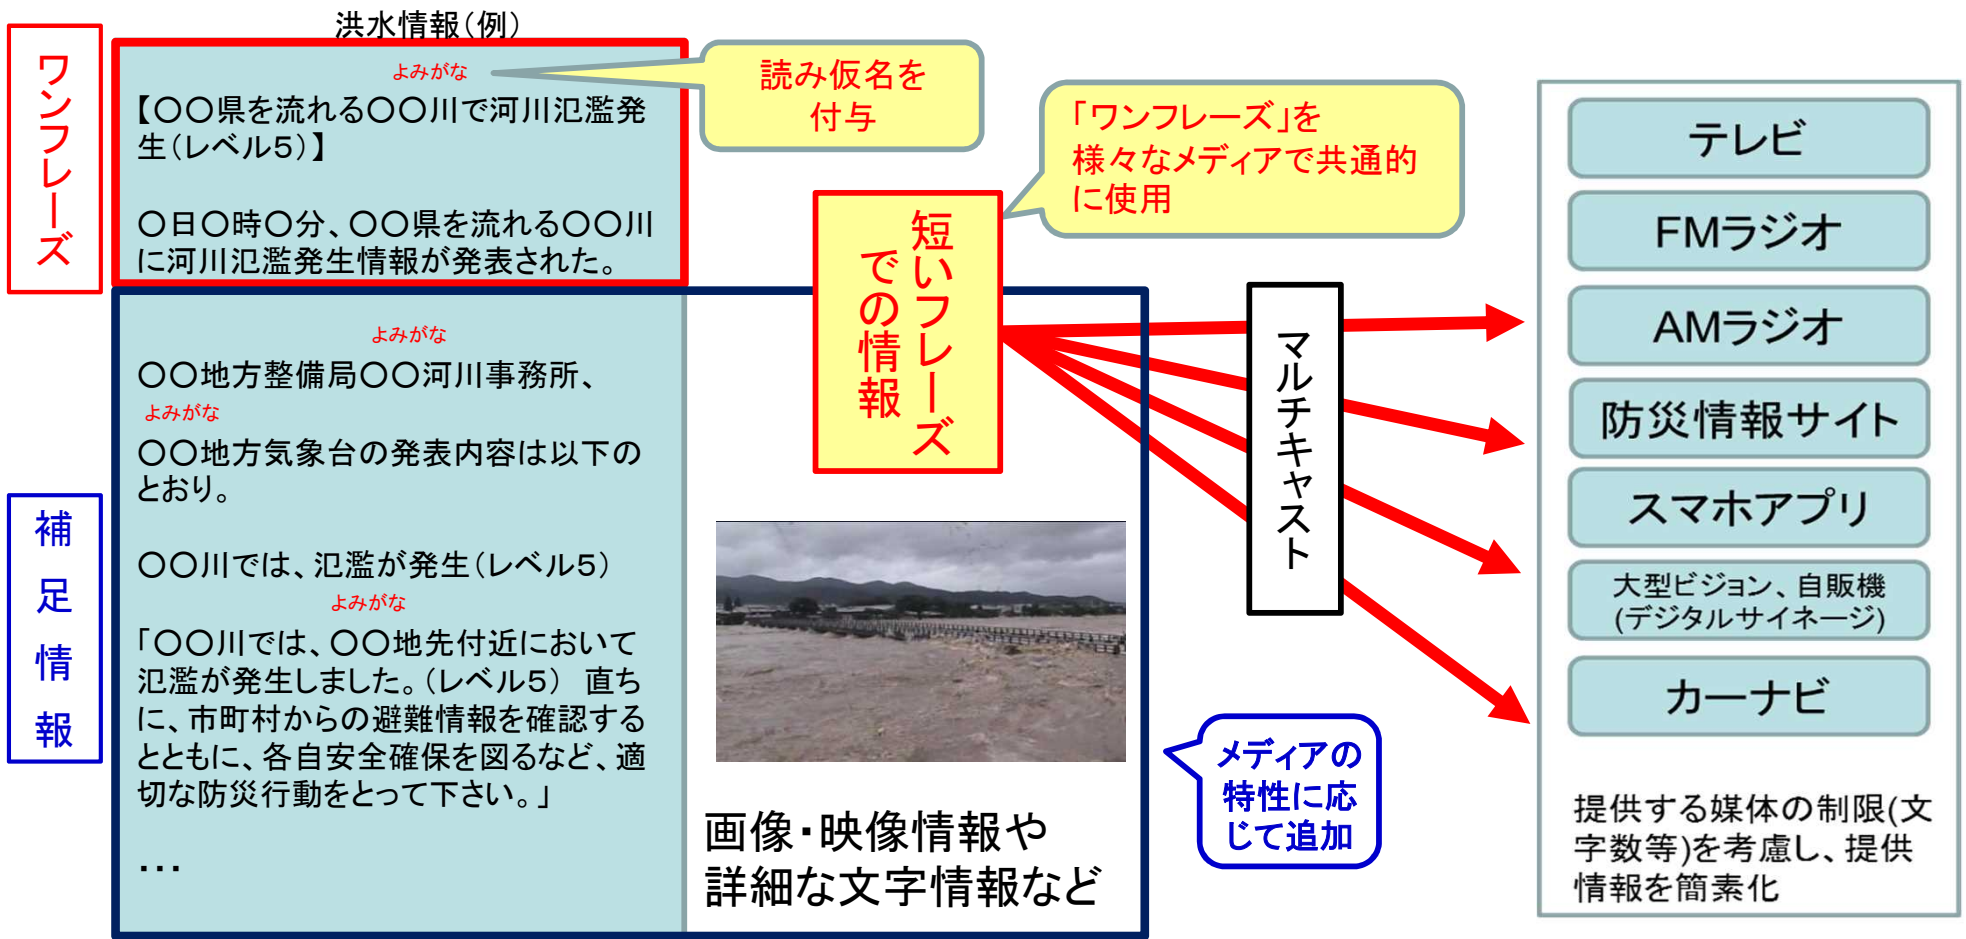 洪水情報(例)
ワンフレーズ
よみがな
【〇〇県を流れる〇〇川で河川氾濫発
生(レベル5)】
〇日〇時〇分、〇〇県を流れる〇〇川
に河川氾濫発生情報が発表された。
読み仮名を
付与
「ワンフレーズ」を
様々なメディアで共通的
に使用
短いフレーズ
での情報
補足情報
よみがな
〇〇地方整備局〇〇河川事務所、
よみがな
〇〇地方気象台の発表内容は以下の
とおり。
〇〇川では、氾濫が発生(レベル5)
よみがな
「〇〇川では、〇〇地先付近において
氾濫が発生しました。(レベル5) 直ち
に、市町村からの避難情報を確認する
とともに、各自安全確保を図るなど、適
切な防災行動をとって下さい。」
…
画像・映像情報や
詳細な文字情報など
マルチキャスト
メディアの
特性に応
じて追加
テレビ
FMラジオ
AMラジオ
防災情報サイト
スマホアプリ
大型ビジョン、自販機
(デジタルサイネージ)
カーナビ
提供する媒体の制限(文
字数等)を考慮し、提供
情報を簡素化